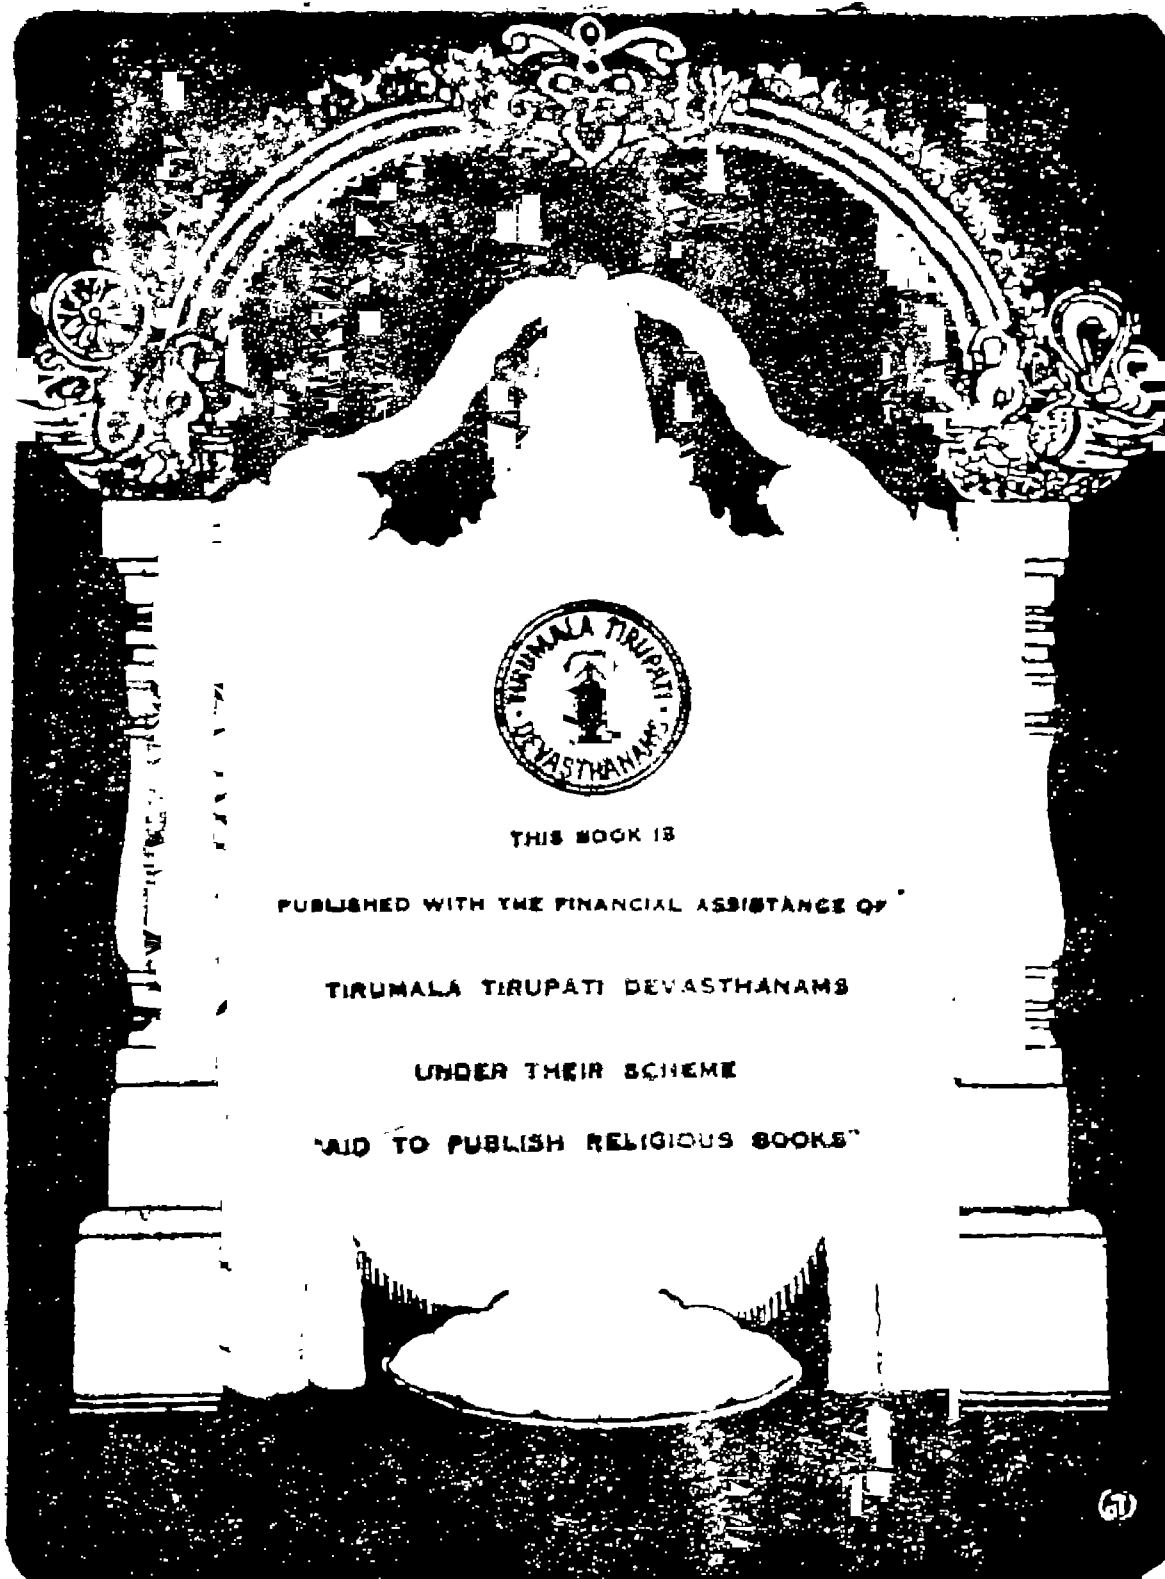 TIRUMALA TIRUPATI
DEVASTHANAMS
THIS BOOK IS
PUBLISHED WITH THE FINANCIAL ASSISTANCE OF
TIRUMALA TIRUPATI DEVASTHANAMS
UNDER THEIR SCHEME
"AID TO PUBLISH RELIGIOUS BOOKS"